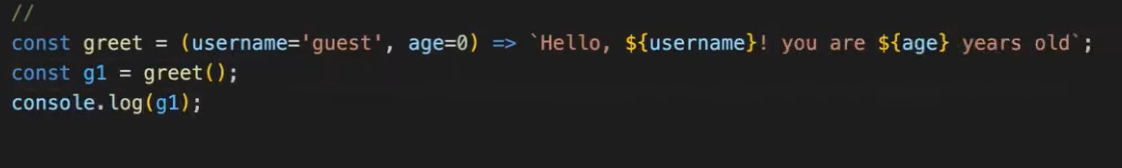 //
const greet = (username='guest', age=0) => `Hello, ${username}! you are ${age} years old`;
const g1 = greet();
console.log(g1);